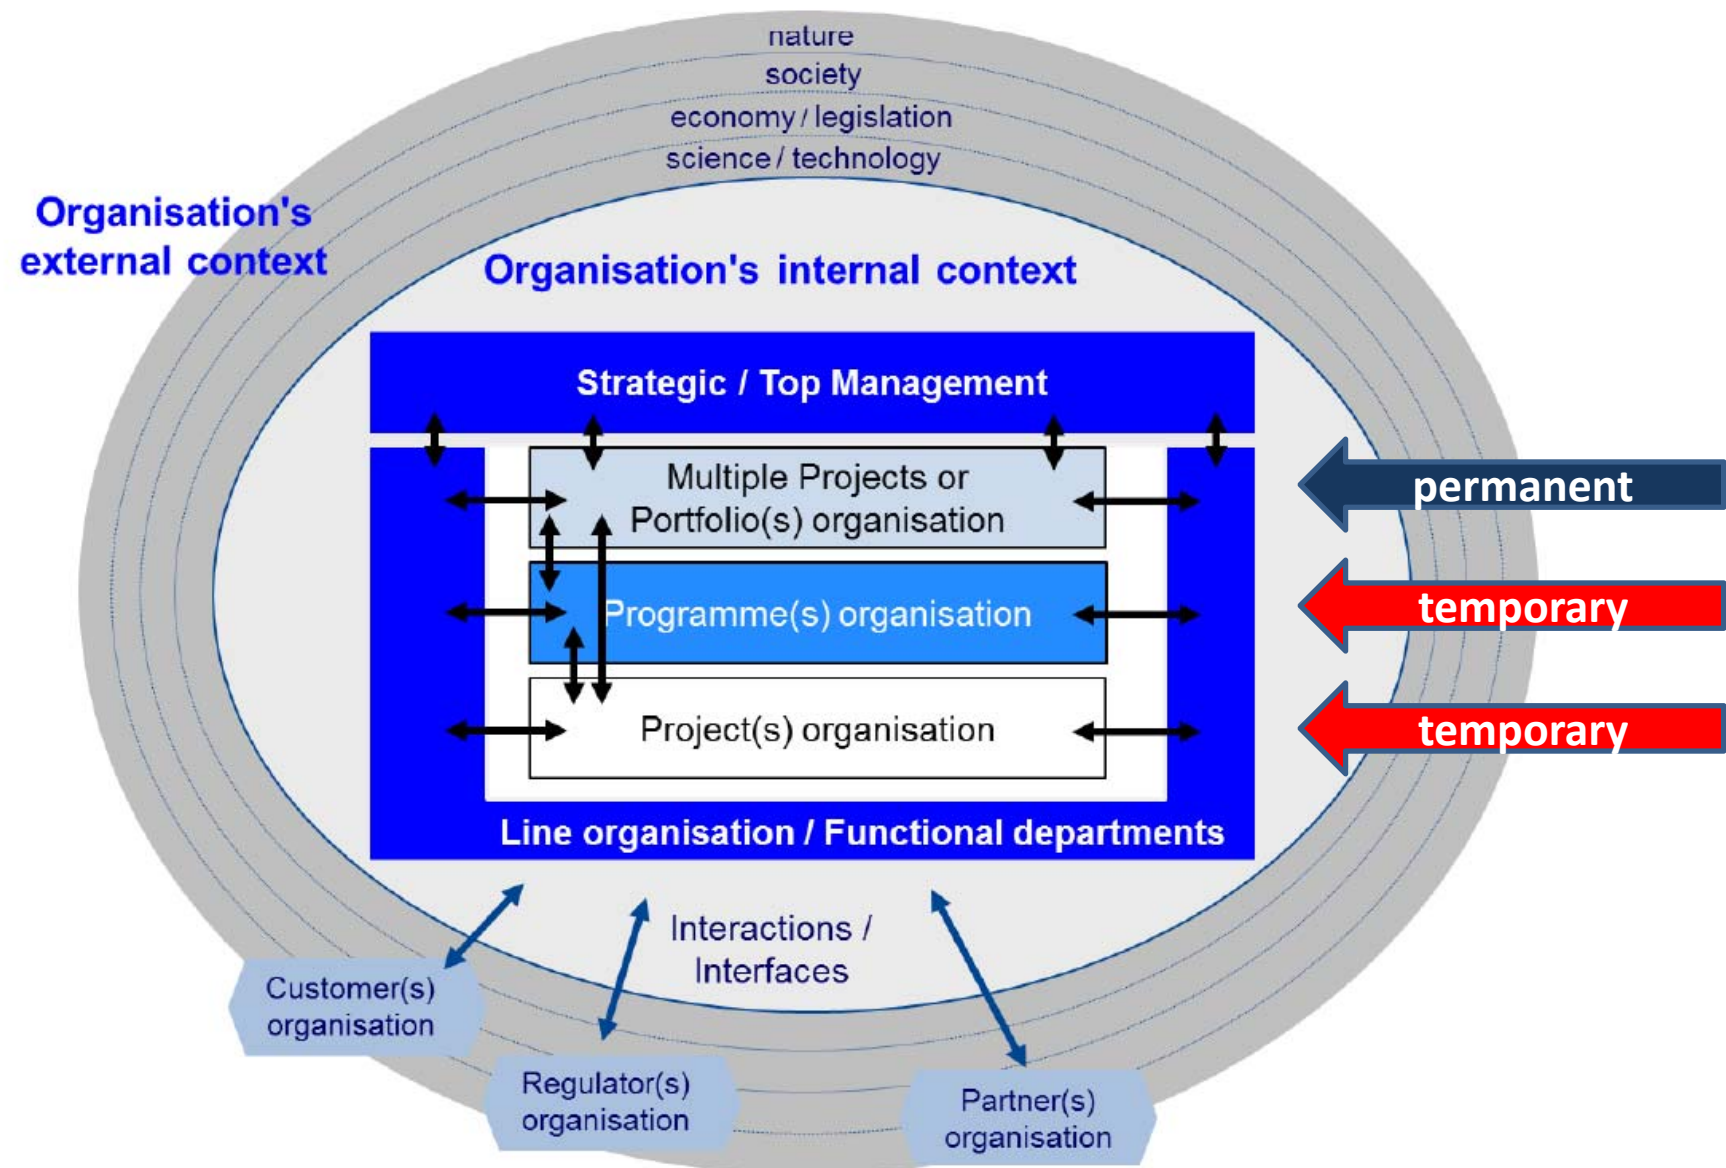 nature
society
economy / legislation
science / technology
Organisation's
external context
Organisation's internal context
Strategic / Top Management
Multiple Projects or
Portfolio(s) organisation
permanent
Programme(s) organisation
temporary
Project(s) organisation
temporary
Line organisation / Functional departments
Interactions /
Interfaces
Customer(s)
organisation
Regulator(s)
organisation
Partner(s)
organisation